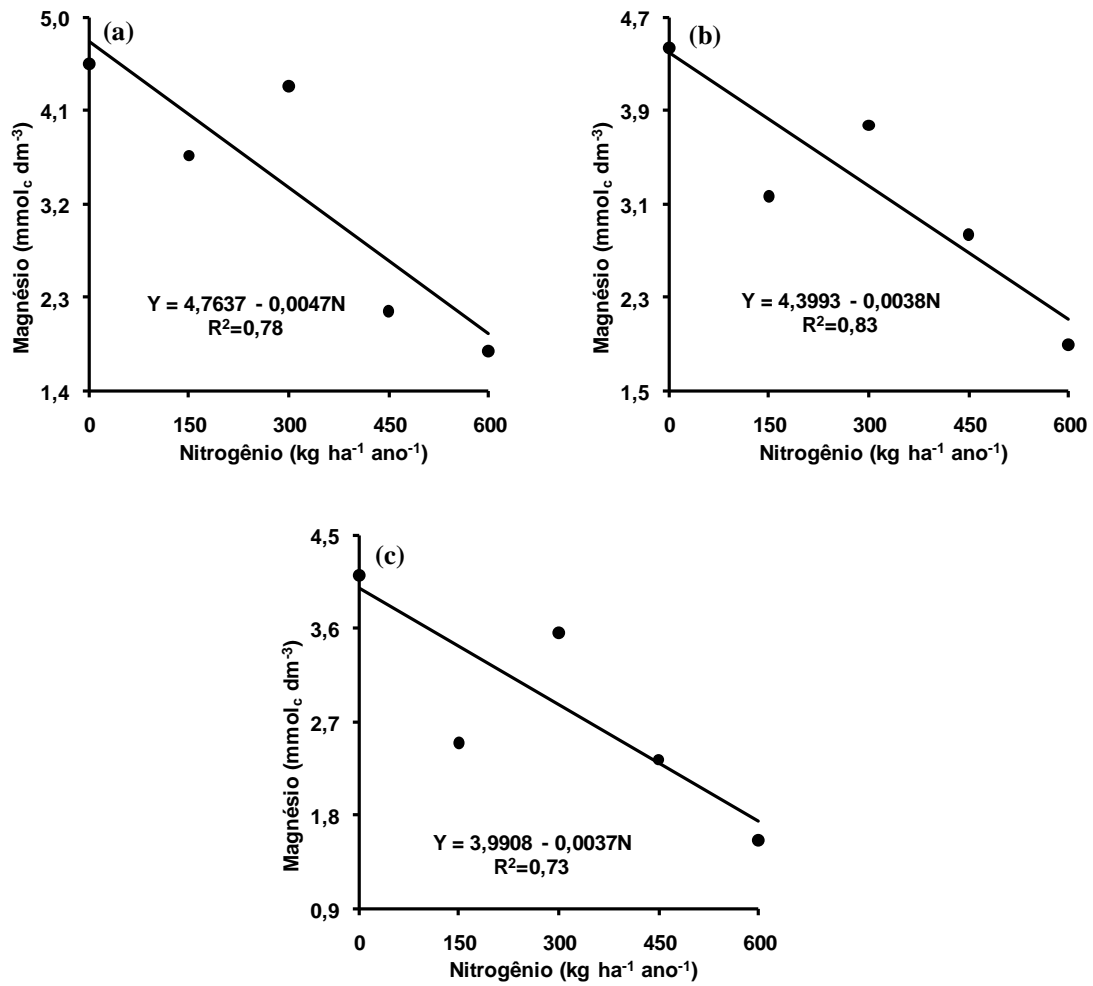 (a)
Magnésio (mmolc dm-3)
5,0
4,1
3,2
2,3
1,4
Y = 4,7637 - 0,0047N
R2=0,78
0 150 300 450 600
Nitrogênio (kg ha-1 ano-1)
(b)
Magnésio (mmolc dm-3)
4,7
3,9
3,1
2,3
1,5
Y = 4,3993 - 0,0038N
R2=0,83
0 150 300 450 600
Nitrogênio (kg ha-1 ano-1)
(c)
Magnésio (mmolc dm-3)
4,5
3,6
2,7
1,8
0,9
Y = 3,9908 - 0,0037N
R2=0,73
0 150 300 450 600
Nitrogênio (kg ha-1 ano-1)